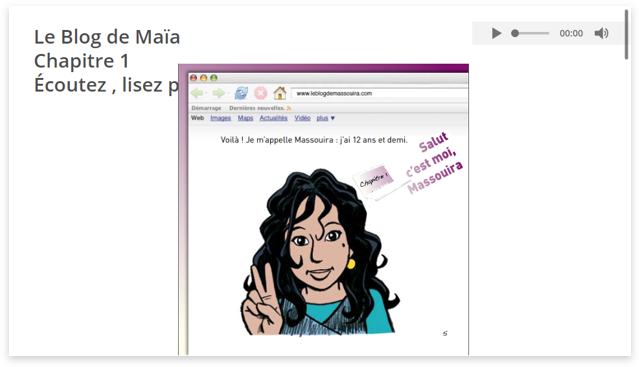 Le Blog de Maïa
Chapitre 1
Écoutez , lisez p
00:00
www.leblogdemassouira.com
Démarrage Dernières nouvelles.
Web Images Maps Actualités Vidéo plus ▼
Voilà ! Je m'appelle Massouira : j'ai 12 ans et demi.
Salut
c'est moi,
Massouira
Chapitre 1
5